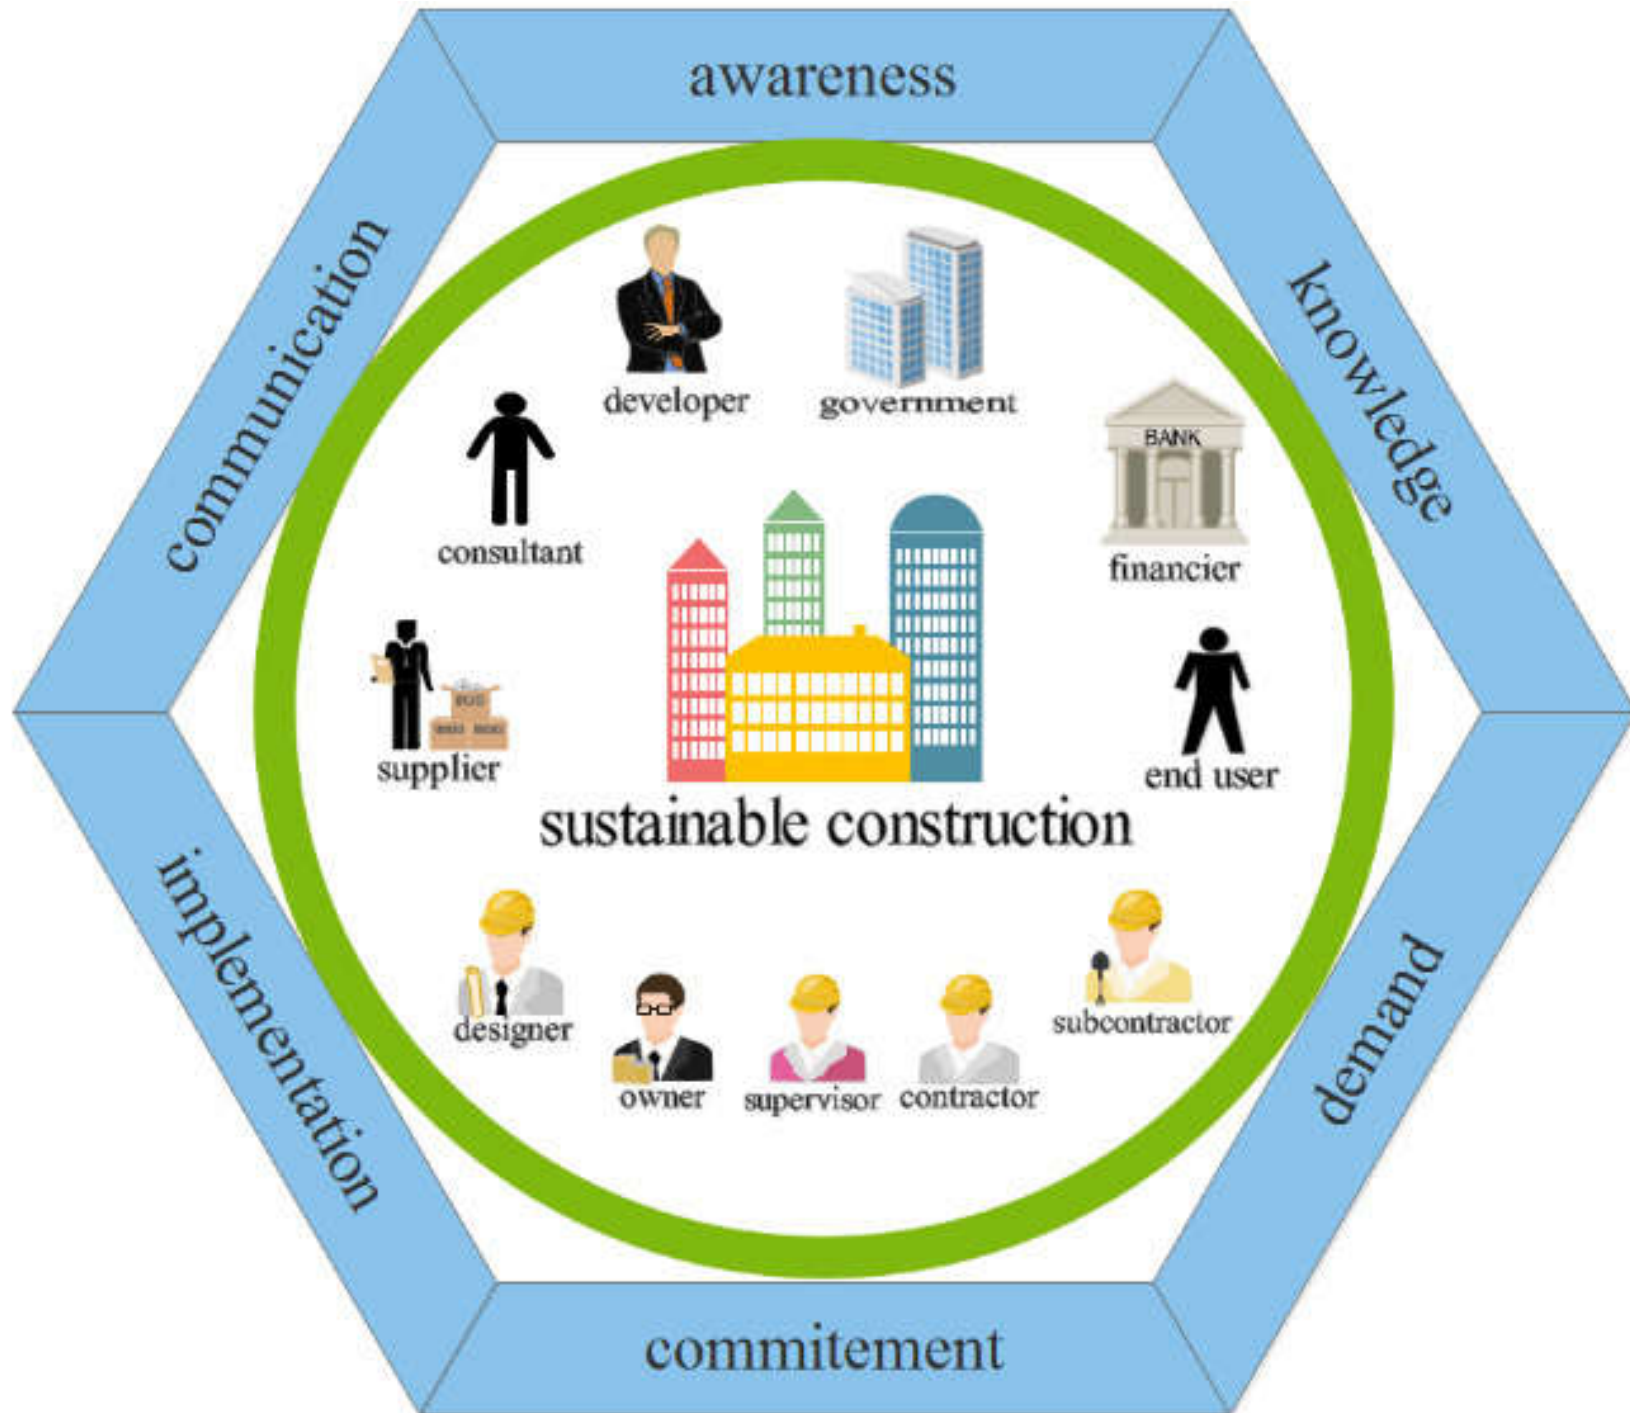 awareness
communication
knowledge
developer
government
BANK
consultant
financier
supplier
end user
sustainable construction
implementation
demand
designer
subcontractor
owner
supervisor
contractor
commitement